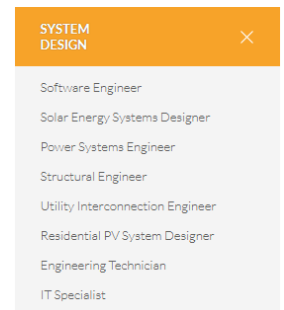 SYSTEM
DESIGN
Software Engineer
Solar Energy Systems Designer
Power Systems Engineer
Structural Engineer
Utility Interconnection Engineer
Residential PV System Designer
Engineering Technician
IT Specialist